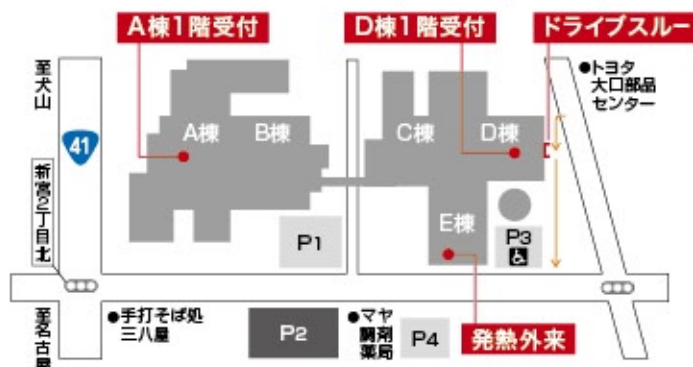 A棟1階受付
D棟1階受付
ドライブスルー
至犬山
41
新宮2丁目北
至名古屋
A棟
B棟
C棟
D棟
E棟
P1
P3
●トヨタ
大口部品
センター
●手打そば処
三八屋
P2
●マヤ
調剤
薬局
P4
発熱外来